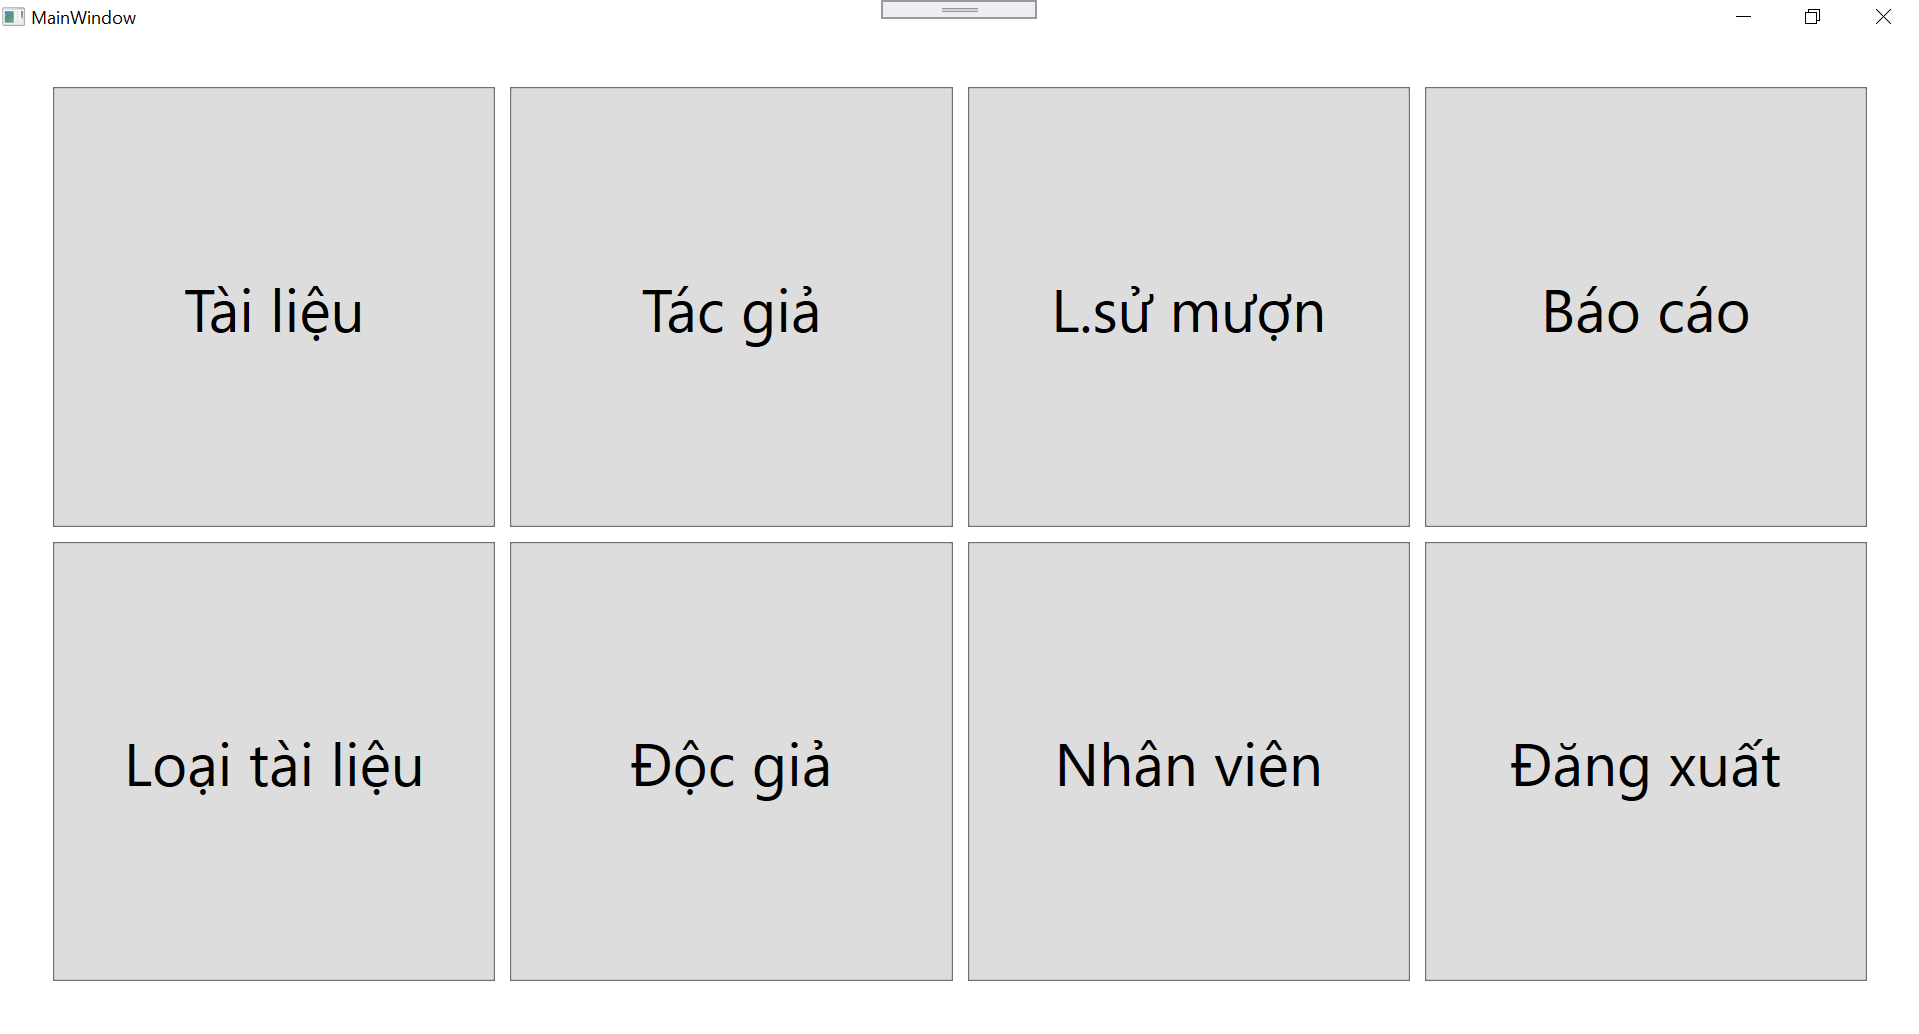 MainWindow
Tài liệu
Tác giả
L.sử mượn
Báo cáo
Loại tài liệu
Độc giả
Nhân viên
Đăng xuất